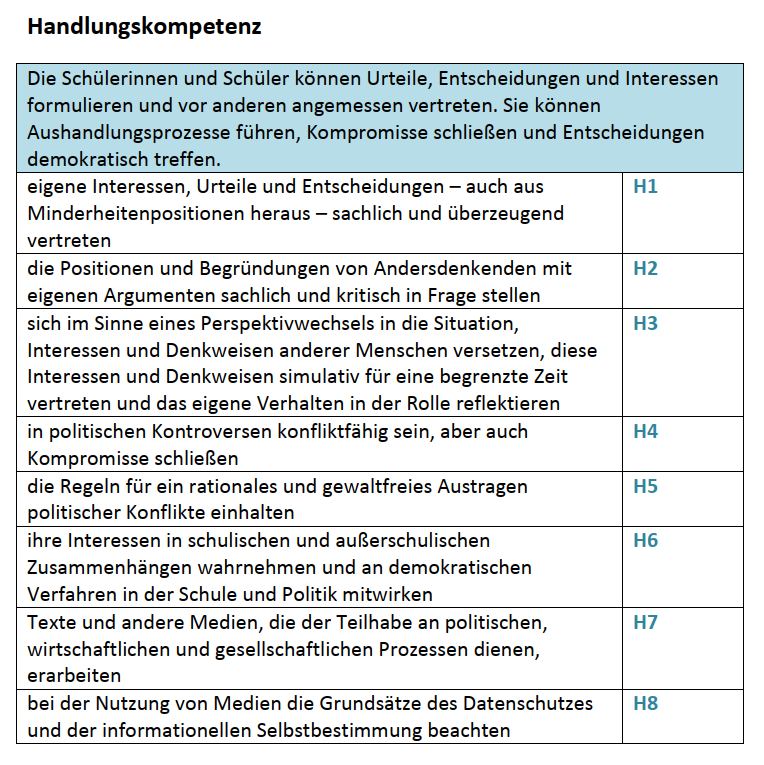 Handlungskompetenz
Die Schülerinnen und Schüler können Urteile, Entscheidungen und Interessen
formulieren und vor anderen angemessen vertreten. Sie können
Aushandlungsprozesse führen, Kompromisse schließen und Entscheidungen
demokratisch treffen.
eigene Interessen, Urteile und Entscheidungen – auch aus H1
Minderheitenpositionen heraus – sachlich und überzeugend
vertreten
die Positionen und Begründungen von Andersdenkenden mit H2
eigenen Argumenten sachlich und kritisch in Frage stellen
sich im Sinne eines Perspektivwechsels in die Situation, H3
Interessen und Denkweisen anderer Menschen versetzen, diese
Interessen und Denkweisen simulativ für eine begrenzte Zeit
vertreten und das eigene Verhalten in der Rolle reflektieren
in politischen Kontroversen konfliktfähig sein, aber auch H4
Kompromisse schließen
die Regeln für ein rationales und gewaltfreies Austragen H5
politischer Konflikte einhalten
ihre Interessen in schulischen und außerschulischen H6
Zusammenhängen wahrnehmen und an demokratischen
Verfahren in der Schule und Politik mitwirken
Texte und andere Medien, die der Teilhabe an politischen, H7
wirtschaftlichen und gesellschaftlichen Prozessen dienen,
erarbeiten
bei der Nutzung von Medien die Grundsätze des Datenschutzes H8
und der informationellen Selbstbestimmung beachten